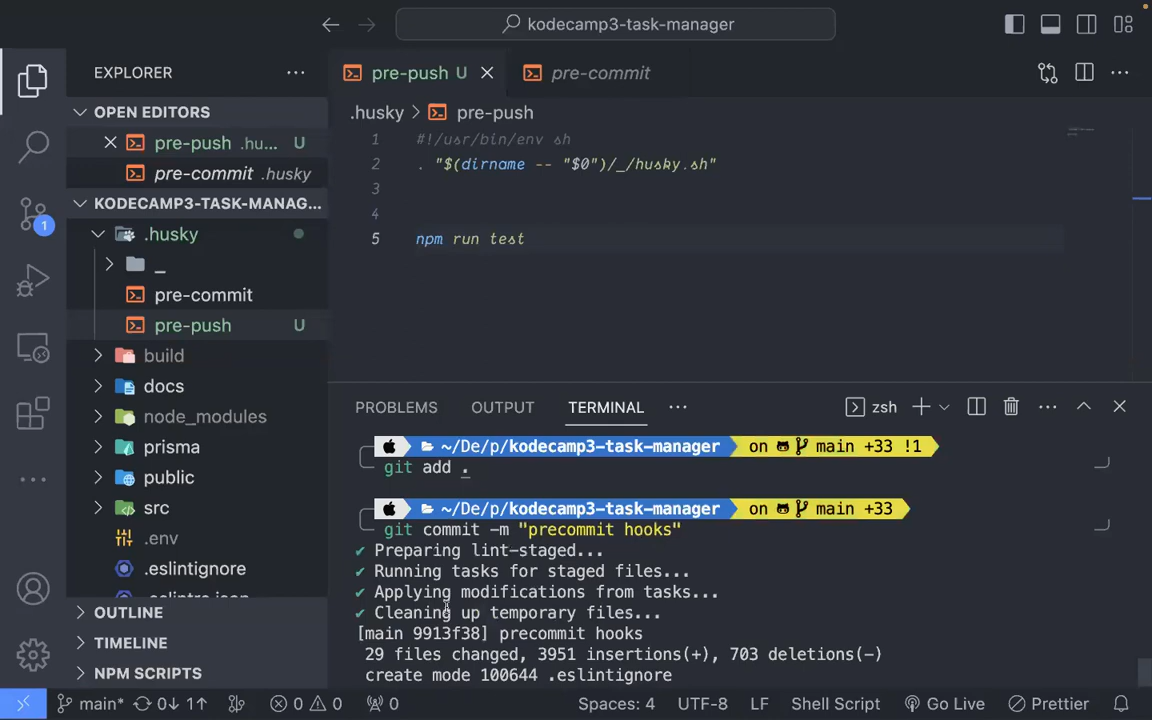 kodecamp3-task-manager
EXPLORER
OPEN EDITORS
pre-push .hu... U
pre-commit .husky
KODECAMP3-TASK-MANAG...
.husky
_
pre-commit
pre-push U
build
docs
node_modules
prisma
public
src
.env
.eslintignore
OUTLINE
TIMELINE
NPM SCRIPTS
1
pre-push U
pre-commit
.husky > pre-push
1 #!/usr/bin/env sh
2 . "$(dirname -- "$0")/_/husky.sh"
3
4
5 npm run test
PROBLEMS OUTPUT TERMINAL
zsh
~/De/p/kodecamp3-task-manager on main +33 !1
git add .
~/De/p/kodecamp3-task-manager on main +33
git commit -m "precommit hooks"
✔ Preparing lint-staged...
✔ Running tasks for staged files...
✔ Applying modifications from tasks...
✔ Cleaning up temporary files...
[main 9913f38] precommit hooks
29 files changed, 3951 insertions(+), 703 deletions(-)
create mode 100644 .eslintignore
main* 0↓ 1↑ 0 0 0 Spaces: 4 UTF-8 LF Shell Script Go Live Prettier